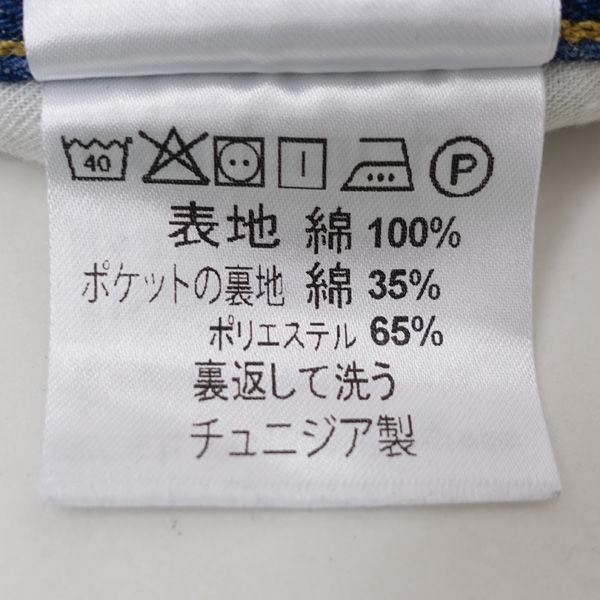 40 P
表地 綿 100%
ポケットの裏地 綿 35%
ポリエステル 65%
裏返して洗う
チュニジア製